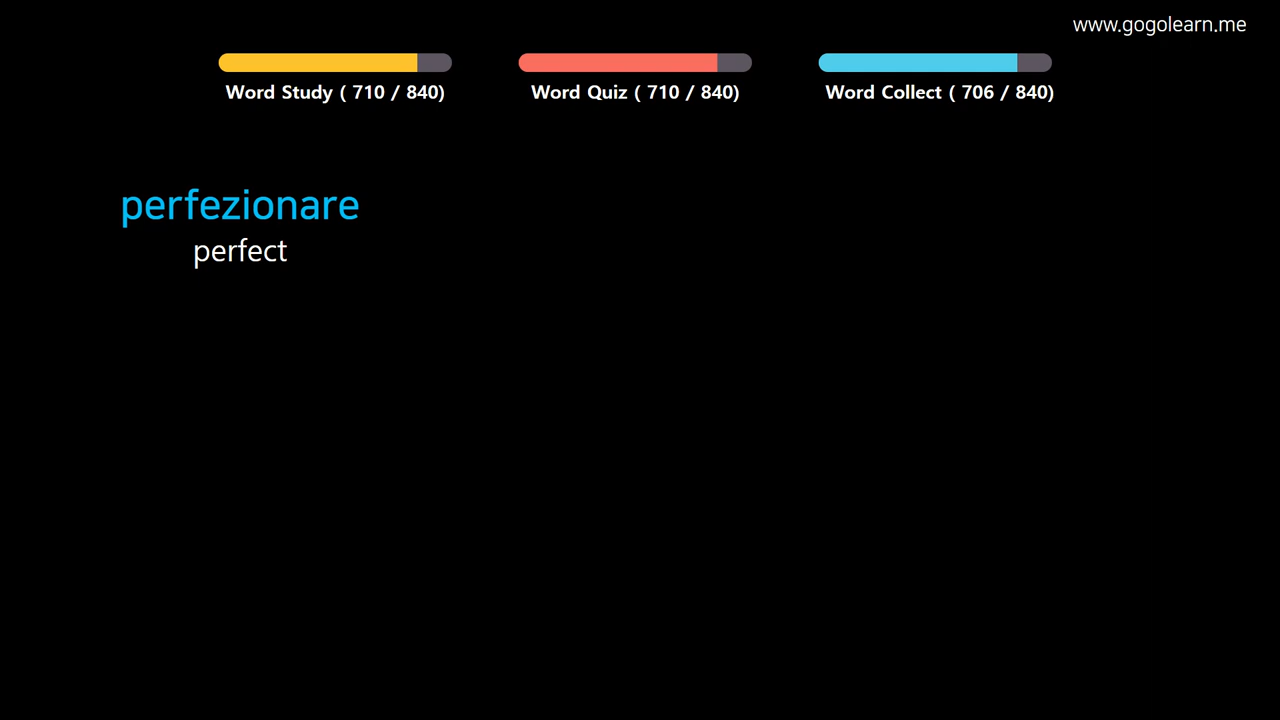 www.gogolearn.me
Word Study ( 710 / 840)
Word Quiz ( 710 / 840)
Word Collect ( 706 / 840)
perfezionare
perfect